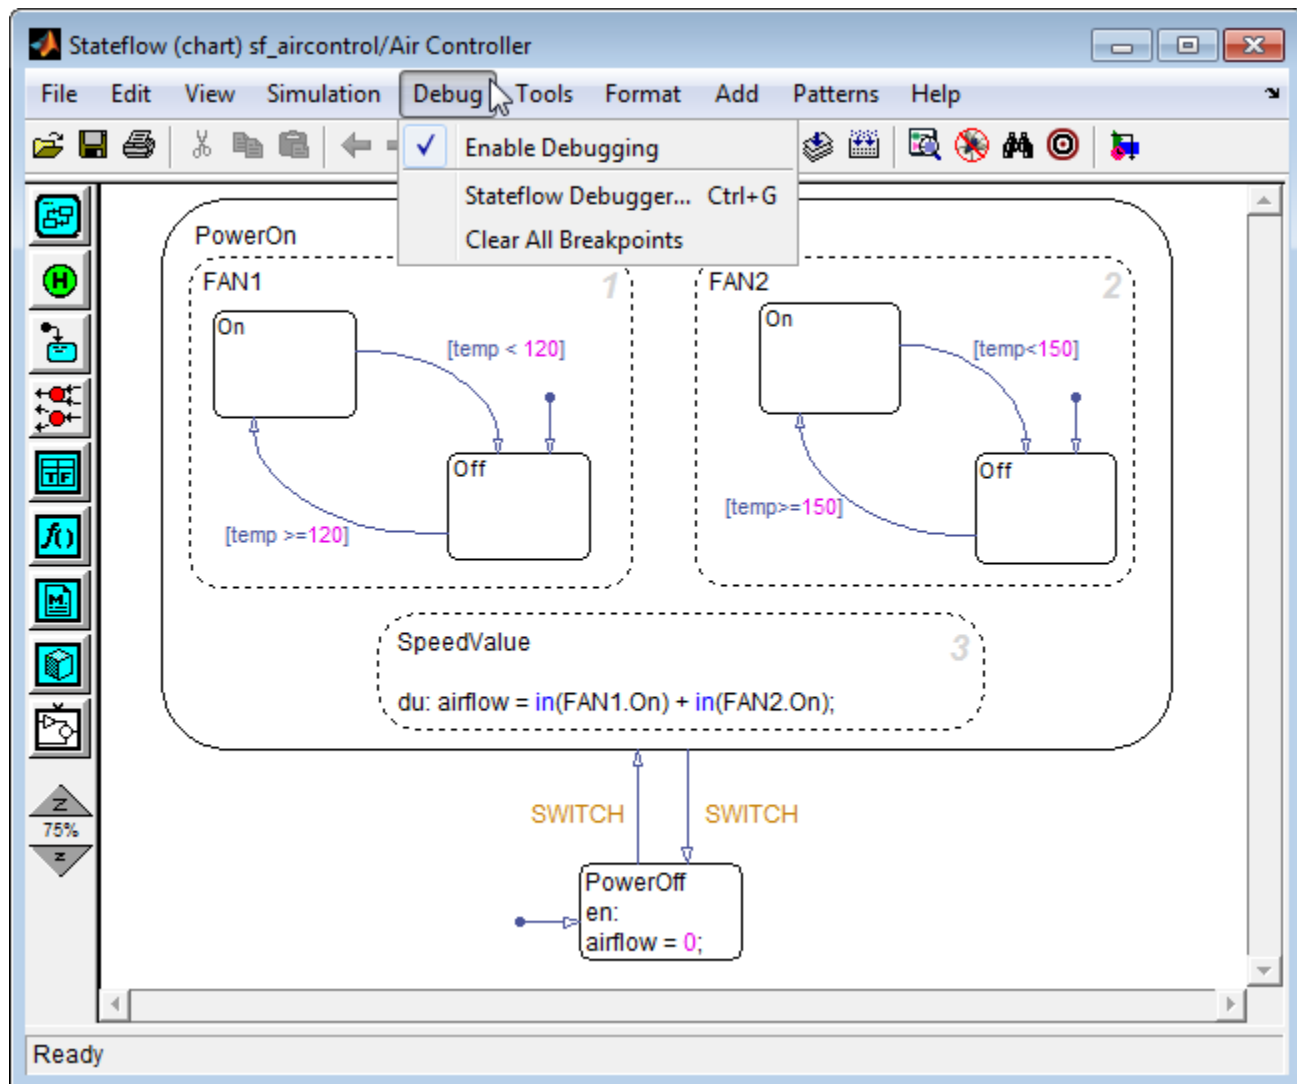 Stateflow (chart) sf_aircontrol/Air Controller
File Edit View Simulation Debug Tools Format Add Patterns Help
Enable Debugging
Stateflow Debugger... Ctrl+G
Clear All Breakpoints
PowerOn
FAN1 1
On
[temp < 120]
Off
[temp >=120]
FAN2 2
On
[temp<150]
Off
[temp>=150]
SpeedValue 3
du: airflow = in(FAN1.On) + in(FAN2.On);
SWITCH SWITCH
PowerOff
en:
airflow = 0;
H
TF
f()
M
Z
75%
z
Ready